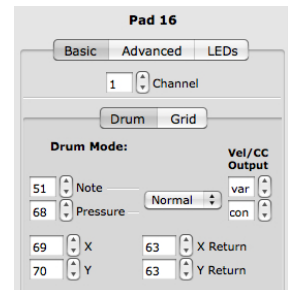 Pad 16
Basic Advanced LEDs
1 Channel
Drum Grid
Drum Mode:
Vel/CC
Output
51 Note
Normal
var
68 Pressure
con
69 X 63 X Return
70 Y 63 Y Return